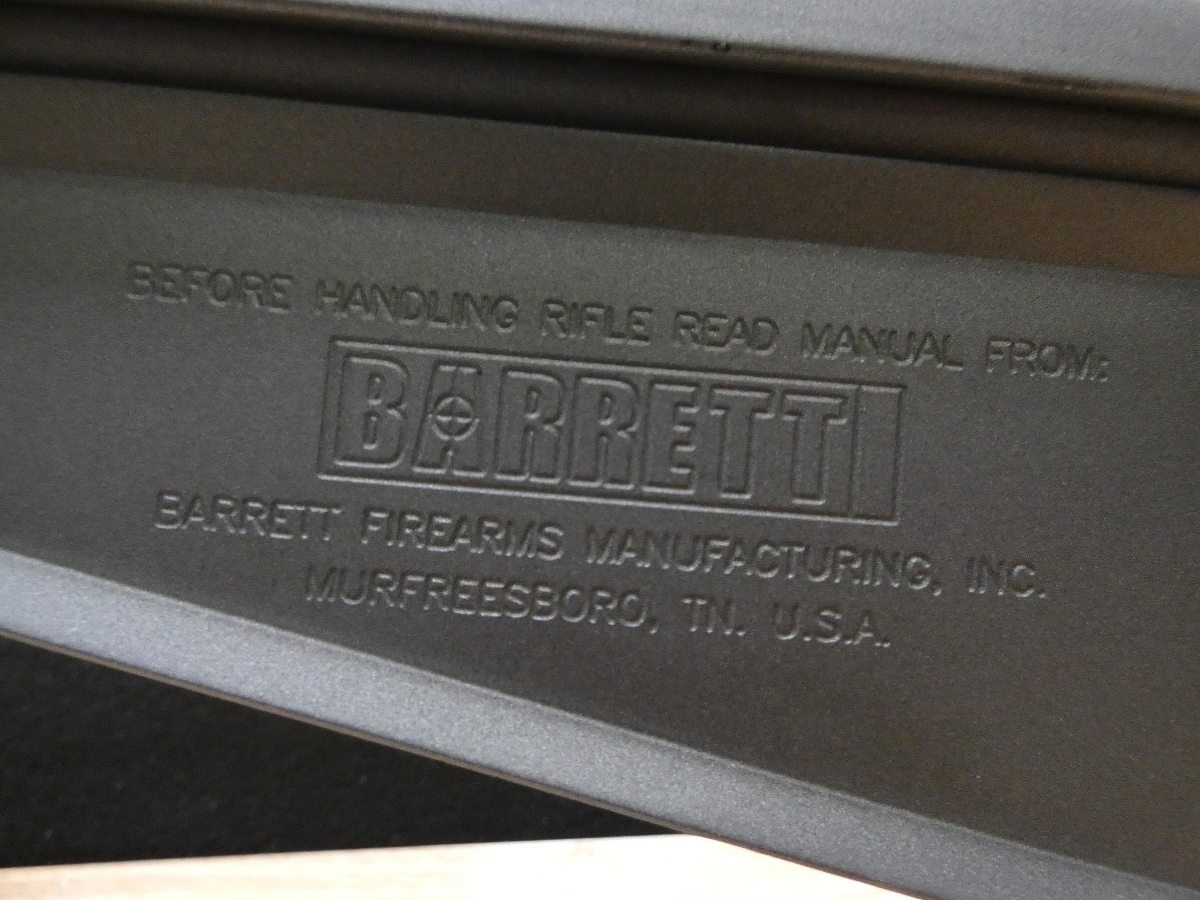 BEFORE HANDLING RIFLE READ MANUAL FROM:
BARRETT
BARRETT FIREARMS MANUFACTURING, INC.
MURFREESBORO, TN. U.S.A.